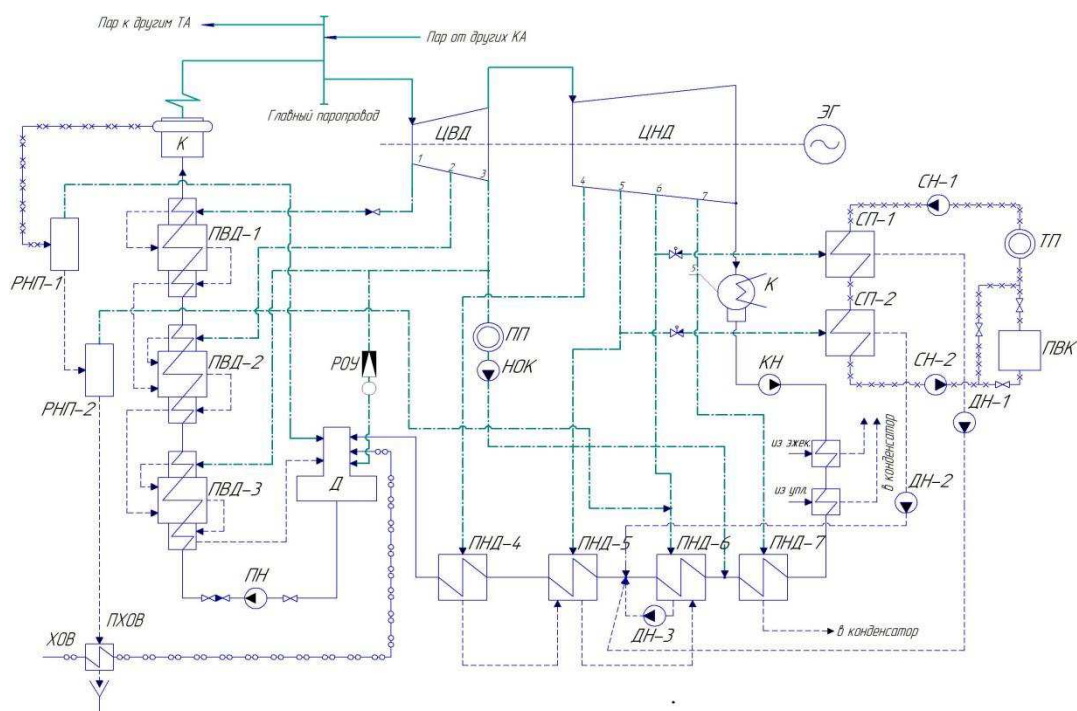 Пар к другим ТА
Пар от других КА
Главный паропровод
К
ЦВД
ЦНД
ЭГ
1
2
3
4
5
6
7
СН-1
СП-1
ТП
ПВД-1
РНП-1
К
СП-2
ПВК
ПП
РОУ
НОК
КН
СН-2
ДН-1
ПВД-2
РНП-2
из эжек.
в конденсатор
ДН-2
из упл.
ПВД-3
Д
ПНД-4
ПНД-5
ПНД-6
ПНД-7
ПН
ДН-3
в конденсатор
ХОВ
ПХОВ